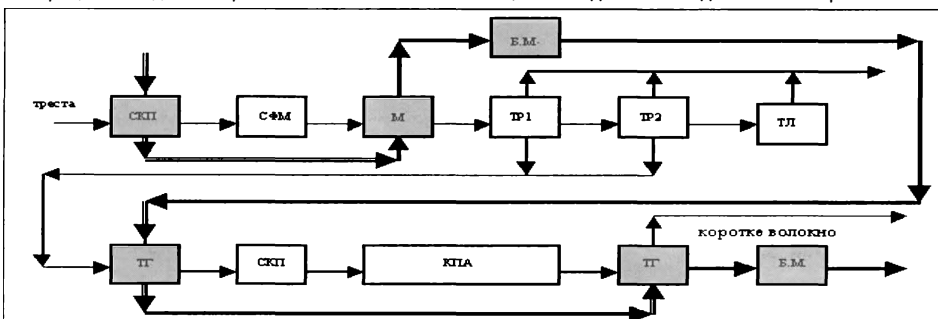 Б.М.
треста
СКП
СФМ
М
ТР1
ТР2
ТЛ
коротке волокно
ТГ
СКП
КПА
ТГ
Б.М.